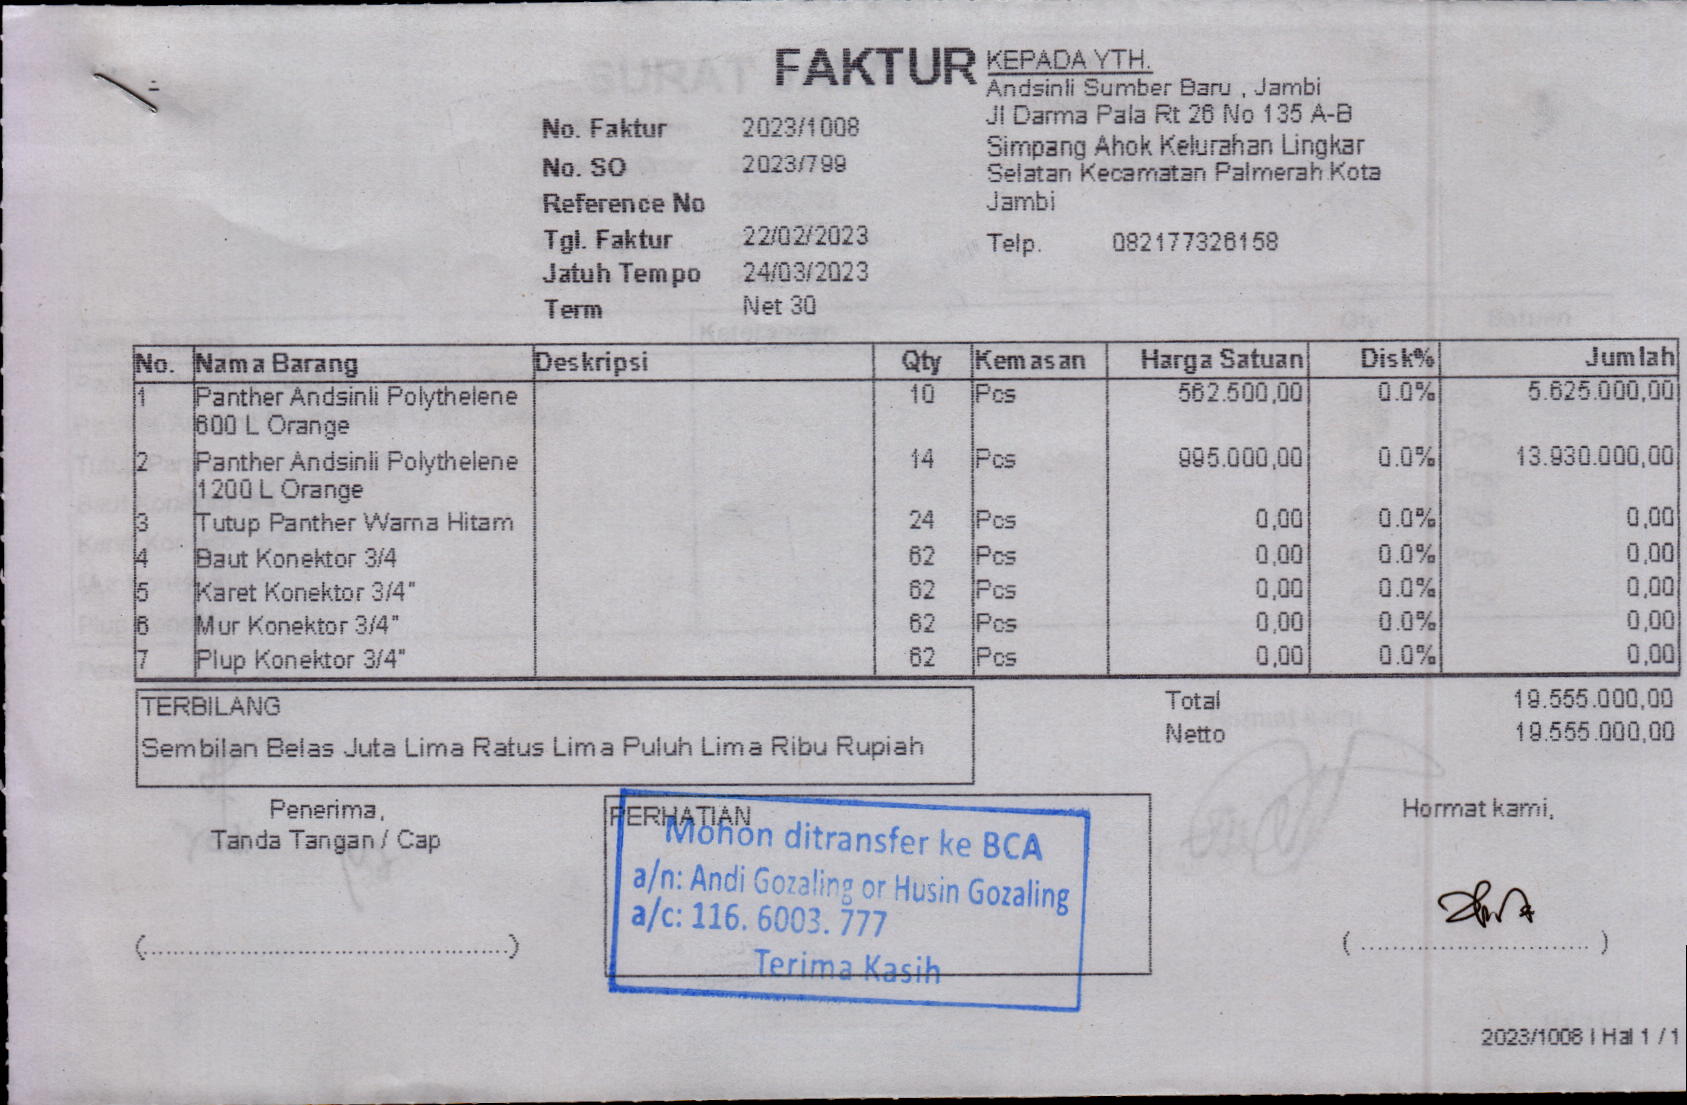 FAKTUR
KEPADA YTH.
Andsinli Sumber Baru , Jambi
Jl Darma Pala Rt 26 No 135 A-B
Simpang Ahok Kelurahan Lingkar
Selatan Kecamatan Palmerah Kota
Jambi
Telp. 082177326158
No. Faktur 2023/1008
No. SO 2023/799
Reference No
Tgl. Faktur 22/02/2023
Jatuh Tempo 24/03/2023
Term Net 30
No. Nama Barang Deskripsi Qty Kemasan Harga Satuan Disk% Jumlah
1 Panther Andsinli Polythelene 10 Pcs 562.500,00 0.0% 5.625.000,00
600 L Orange
2 Panther Andsinli Polythelene 14 Pcs 995.000,00 0.0% 13.930.000,00
1200 L Orange
3 Tutup Panther Warna Hitam 24 Pcs 0,00 0.0% 0,00
4 Baut Konektor 3/4 62 Pcs 0,00 0.0% 0,00
5 Karet Konektor 3/4" 62 Pcs 0,00 0.0% 0,00
6 Mur Konektor 3/4" 62 Pcs 0,00 0.0% 0,00
7 Plup Konektor 3/4" 62 Pcs 0,00 0.0% 0,00
TERBILANG
Sembilan Belas Juta Lima Ratus Lima Puluh Lima Ribu Rupiah
Total 19.555.000,00
Netto 19.555.000,00
Penerima,
Tanda Tangan / Cap
(................................................)
PERHATIAN
Mohon ditransfer ke BCA
a/n: Andi Gozaling or Husin Gozaling
a/c: 116. 6003. 777
Terima Kasih
Hormat kami,
( .............................. )
2023/1008 | Hal 1 / 1